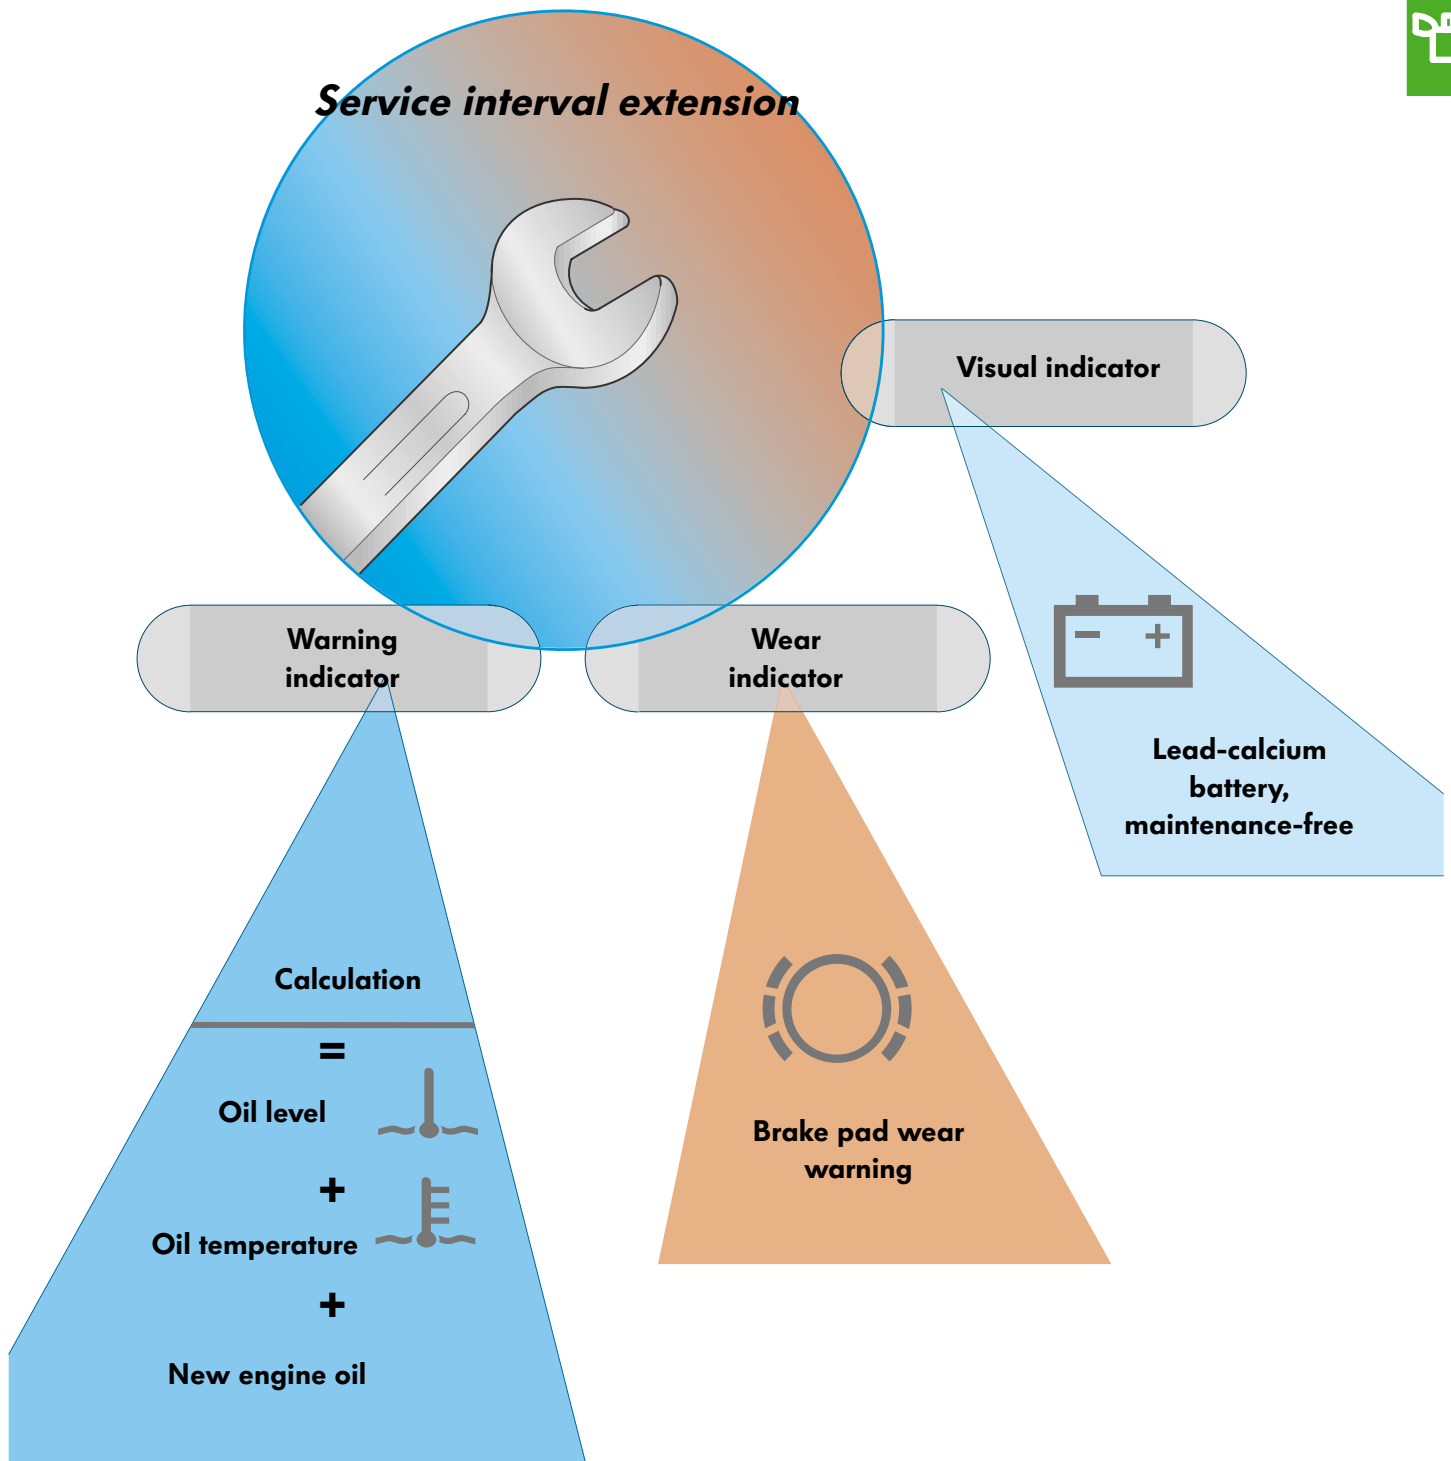 Service interval extension
Visual indicator
Warning
indicator
Wear
indicator
Lead-calcium
battery,
maintenance-free
Calculation
=
Oil level
+
Oil temperature
+
New engine oil
Brake pad wear
warning